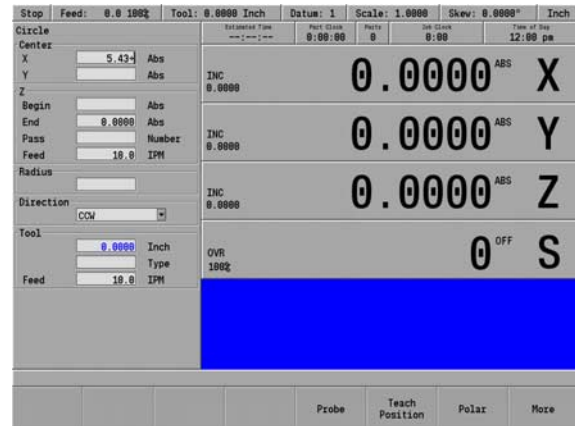 Stop Feed: 0.0 100% Tool: 0.0000 Inch Datum: 1 Scale: 1.0000 Skew: 0.0000° Inch
Circle
Estimated Time Part Clock Parts Job Clock Time of Day
--:--:-- 0:00:00 0 0:00 12:00 pm
Center
X 5.43+ Abs
Y Abs
Z
Begin Abs
End 0.0000 Abs
Pass Number
Feed 10.0 IPM
Radius
Direction
CCW
Tool
0.0000 Inch
Type
Feed 10.0 IPM
INC
0.0000
0.0000 ABS X
INC
0.0000
0.0000 ABS Y
INC
0.0000
0.0000 ABS Z
OVR
100%
0 OFF S
Probe
Teach
Position
Polar
More